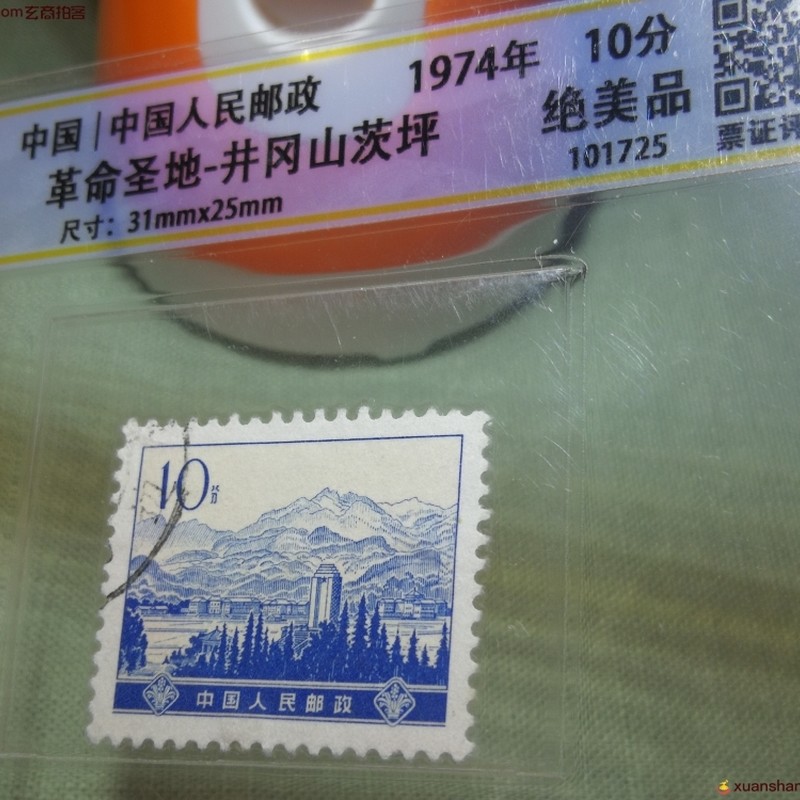 om玄商拍客
中国|中国人民邮政
1974年 10分
革命圣地-井冈山茨坪
绝美品
尺寸: 31mmx25mm
101725
票证评
10分
中国人民邮政
xuanshan